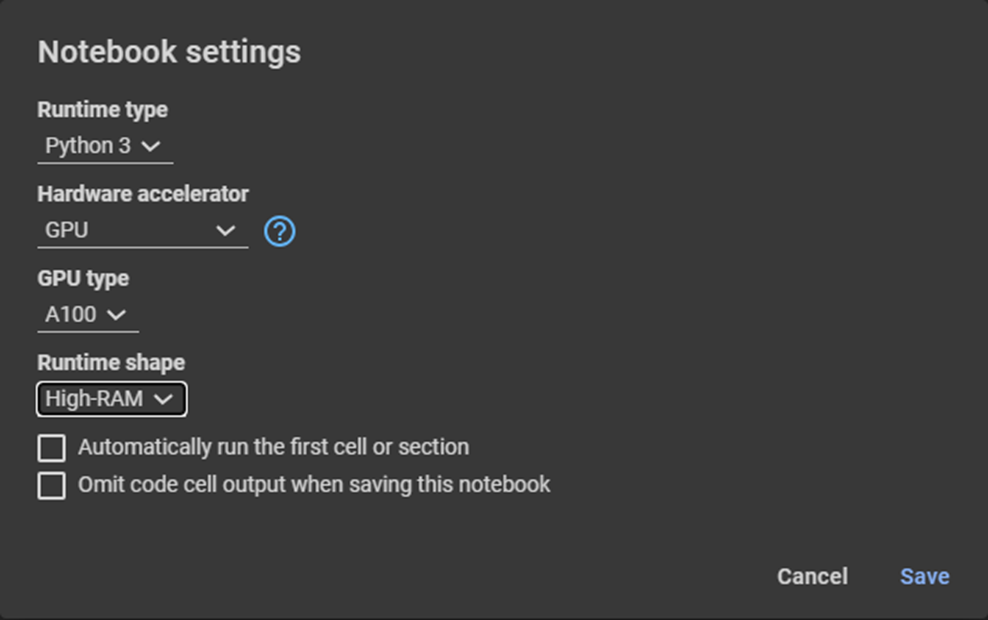 Notebook settings
Runtime type
Python 3
Hardware accelerator
GPU
?
GPU type
A100
Runtime shape
High-RAM
Automatically run the first cell or section
Omit code cell output when saving this notebook
Cancel
Save